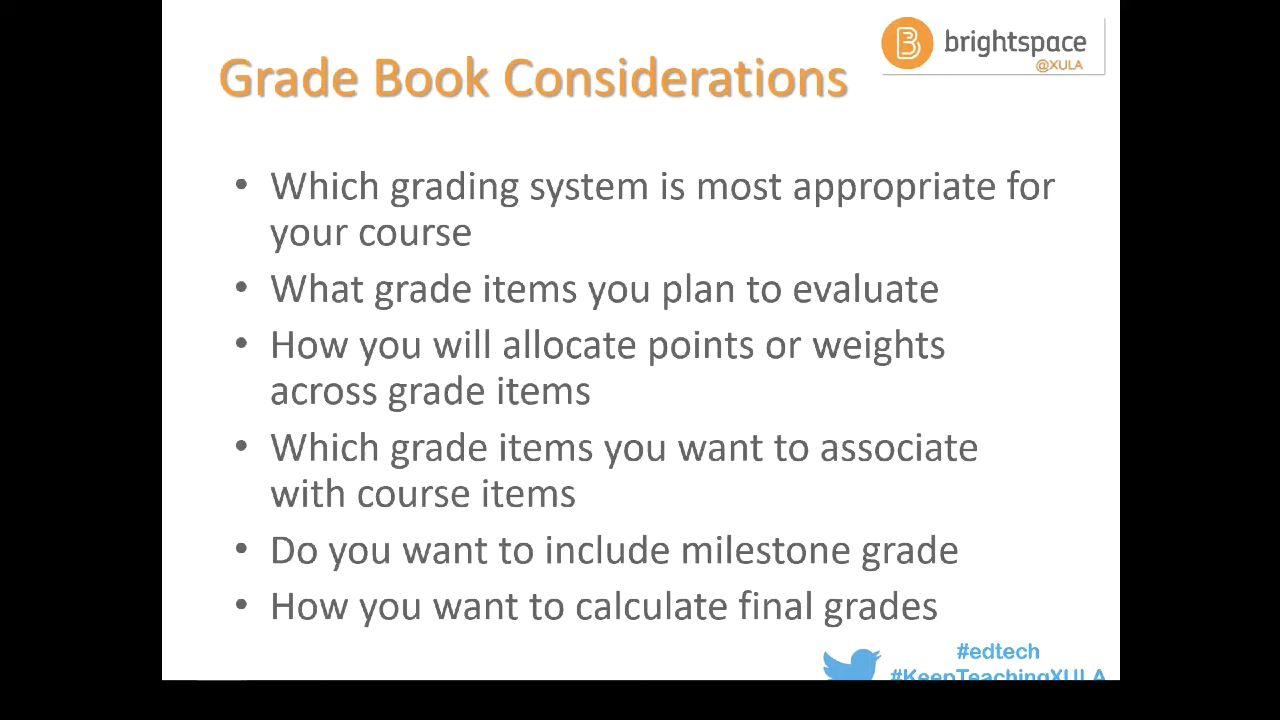 brightspace
@XULA
Grade Book Considerations
• Which grading system is most appropriate for
your course
• What grade items you plan to evaluate
• How you will allocate points or weights
across grade items
• Which grade items you want to associate
with course items
• Do you want to include milestone grade
• How you want to calculate final grades
#edtech
#KeepTeachingXULA